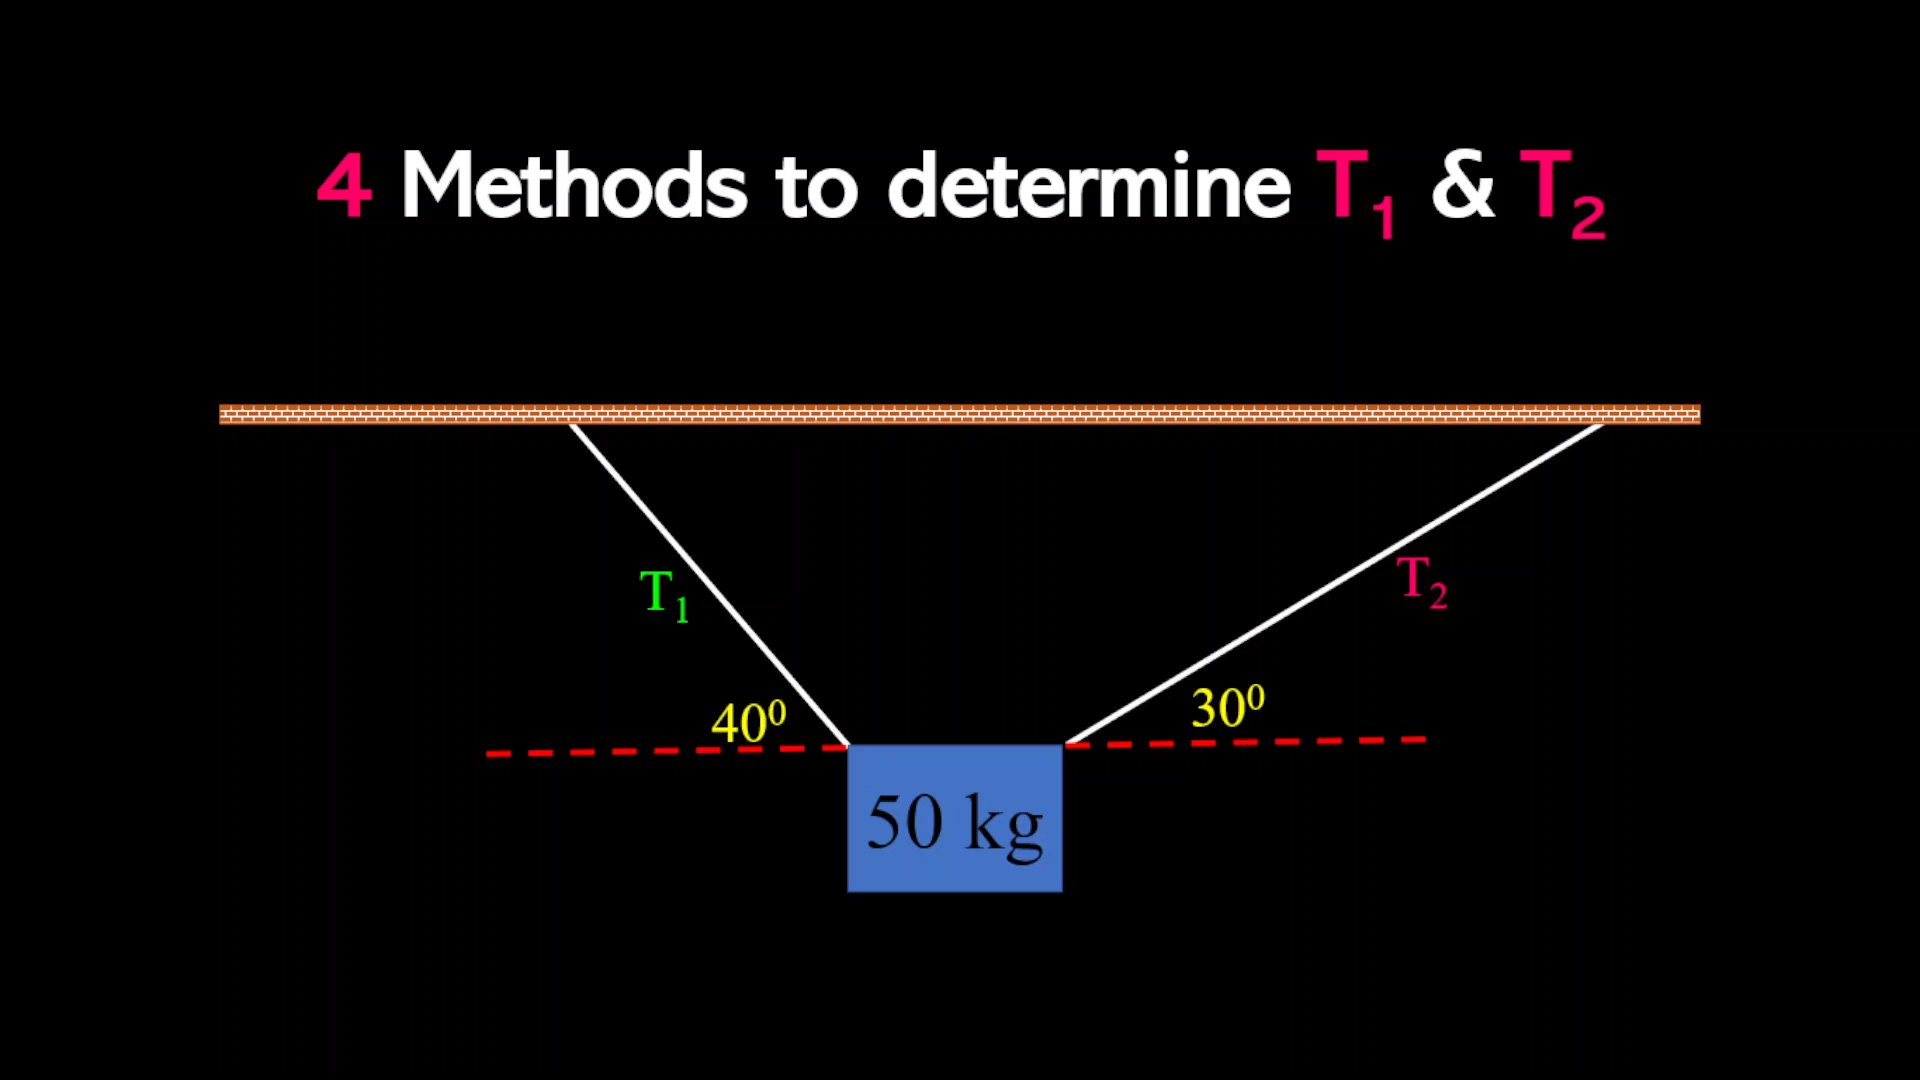 4 Methods to determine T₁ & T₂
T₁
T₂
40⁰
30⁰
50 kg